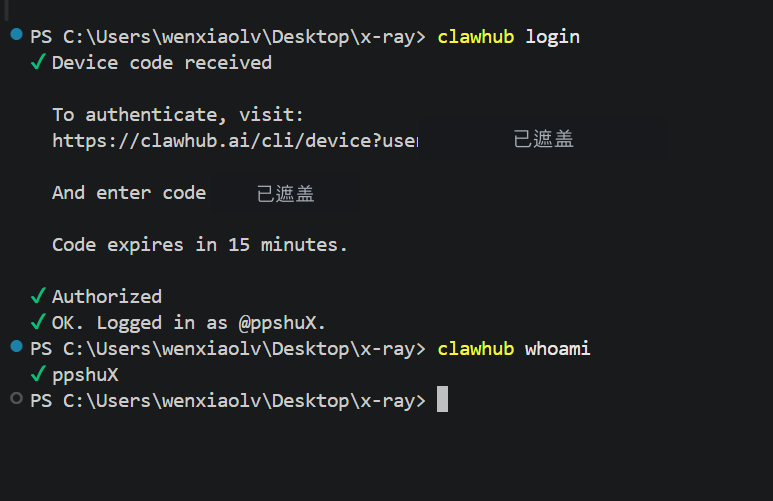 PS C:\Users\wenxiaolv\Desktop\x-ray> clawhub login
✓ Device code received
To authenticate, visit:
https://clawhub.ai/cli/device?user 已遮盖
And enter code 已遮盖
Code expires in 15 minutes.
✓ Authorized
✓ OK. Logged in as @ppshuX.
PS C:\Users\wenxiaolv\Desktop\x-ray> clawhub whoami
✓ ppshuX
PS C:\Users\wenxiaolv\Desktop\x-ray>